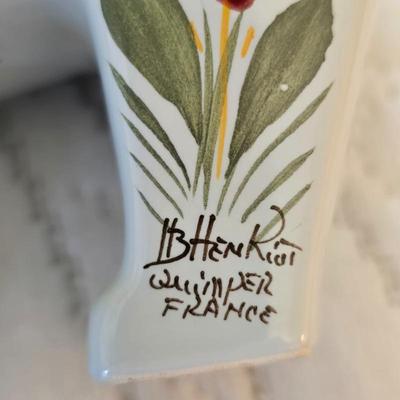 HB HENRIOT
QUIMPER
FRANCE